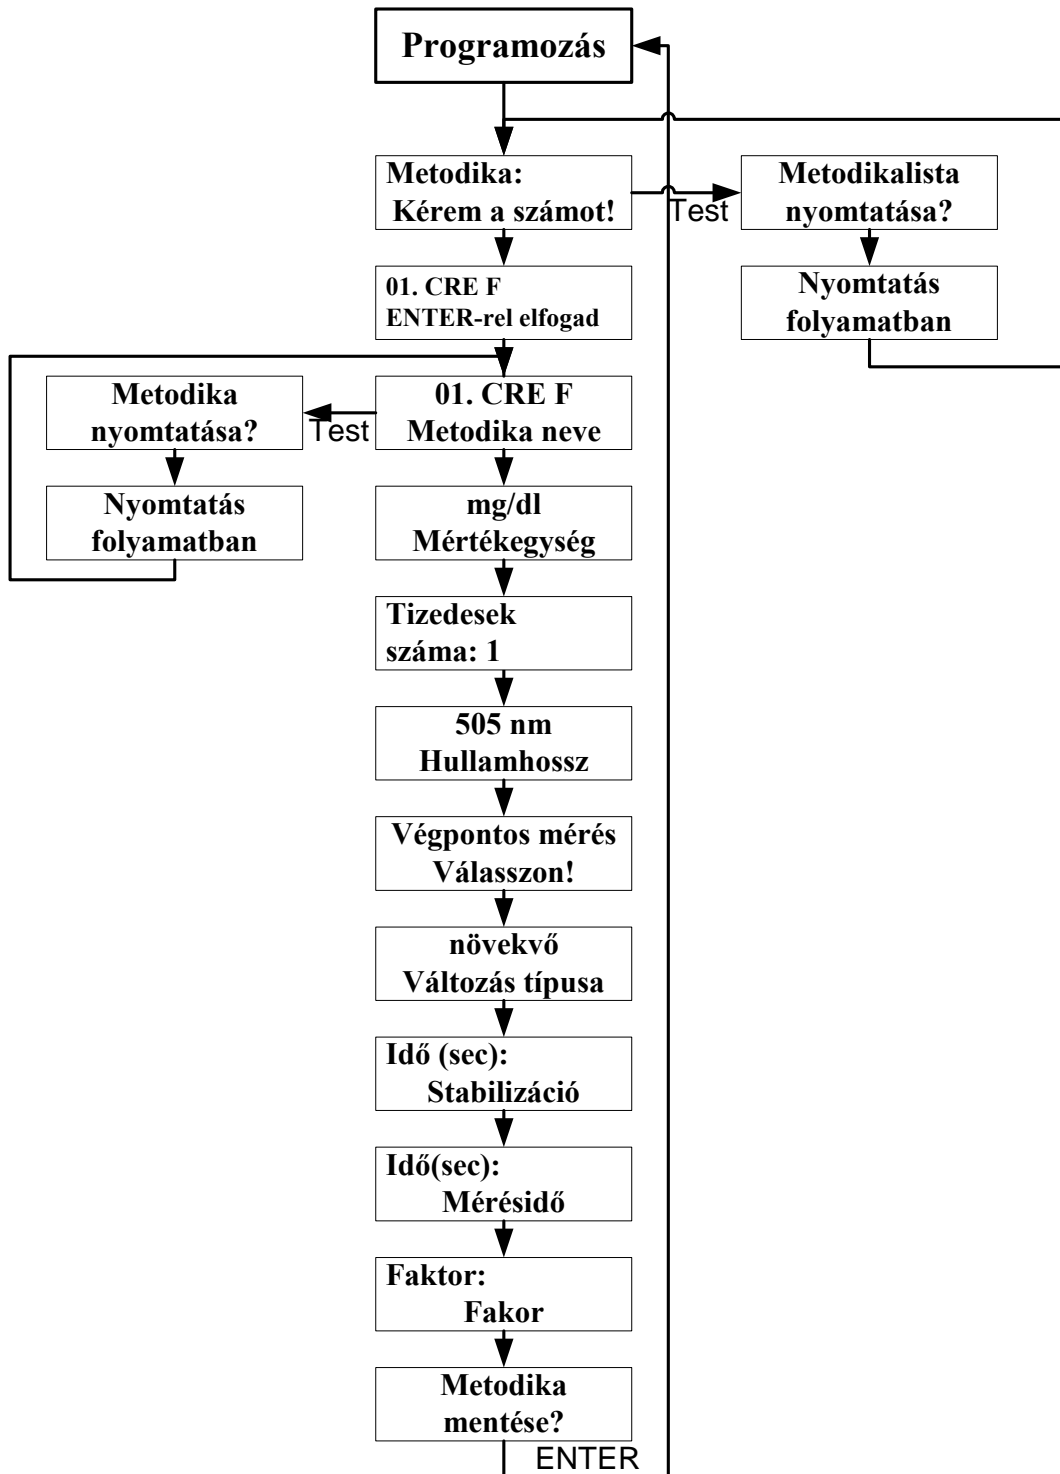 Programozás
Metodika:
Kérem a számot!
Test
Metodikalista
nyomtatása?
Nyomtatás
folyamatban
01. CRE F
ENTER-rel elfogad
01. CRE F
Metodika neve
Test
Metodika
nyomtatása?
Nyomtatás
folyamatban
mg/dl
Mértékegység
Tizedesek
száma: 1
505 nm
Hullamhossz
Végpontos mérés
Válasszon!
növekvő
Változás típusa
Idő (sec):
Stabilizáció
Idő(sec):
Mérésidő
Faktor:
Fakor
Metodika
mentése?
ENTER